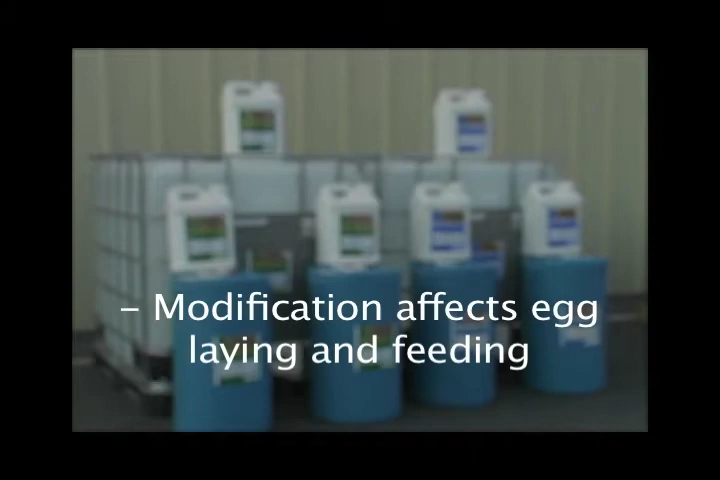 – Modification affects egg
laying and feeding